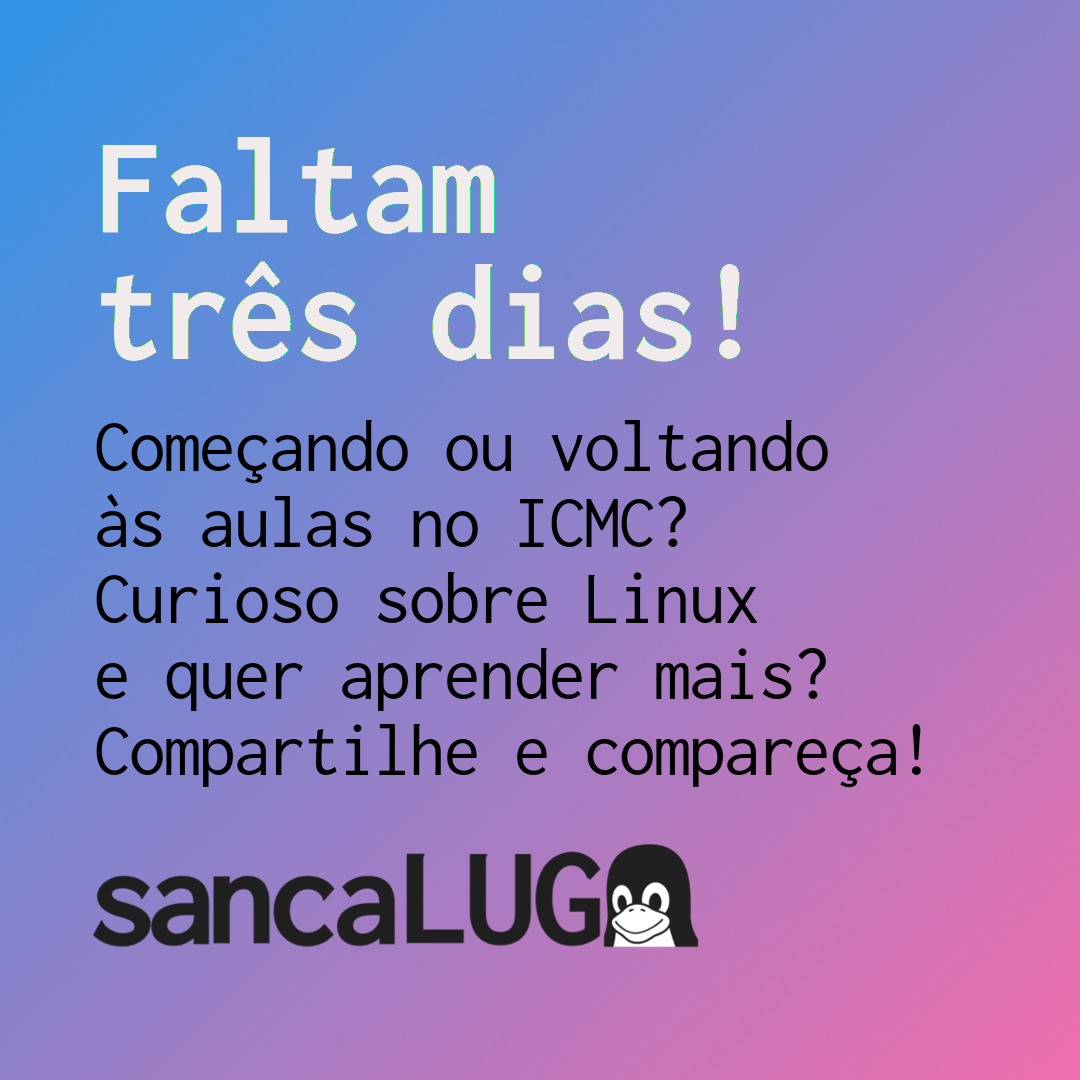 Faltam
três dias!
Começando ou voltando
às aulas no ICMC?
Curioso sobre Linux
e quer aprender mais?
Compartilhe e compareça!
sancaLUG